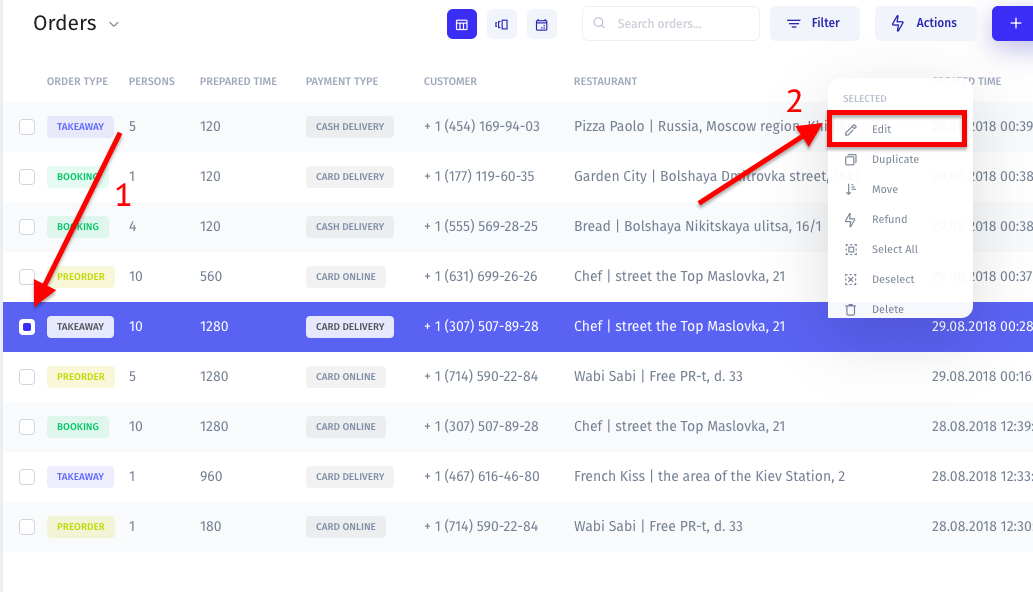 Orders
Search orders...
Filter
Actions
ORDER TYPE PERSONS PREPARED TIME PAYMENT TYPE CUSTOMER RESTAURANT TIME
SELECTED
2
TAKEAWAY 5 120 CASH DELIVERY + 1 (454) 169-94-03 Pizza Paolo | Russia, Moscow region, 2018 00:39
Edit
Duplicate
BOOKING 1 120 CARD DELIVERY + 1 (177) 119-60-35 Garden City | Bolshaya Dmitrovka street, 29.08.2018 00:38
Move
1
BOOKING 4 120 CASH DELIVERY + 1 (555) 569-28-25 Bread | Bolshaya Nikitskaya ulitsa, 16/1 2018 00:38
Refund
Select All
PREORDER 10 560 CARD ONLINE + 1 (631) 699-26-26 Chef | street the Top Maslovka, 21 2018 00:37
Deselect
Delete
TAKEAWAY 10 1280 CARD DELIVERY + 1 (307) 507-89-28 Chef | street the Top Maslovka, 21 29.08.2018 00:28
PREORDER 5 1280 CARD ONLINE + 1 (714) 590-22-84 Wabi Sabi | Free PR-t, d. 33 29.08.2018 00:16
BOOKING 10 1280 CARD ONLINE + 1 (307) 507-89-28 Chef | street the Top Maslovka, 21 28.08.2018 12:39:
TAKEAWAY 1 960 CARD DELIVERY + 1 (467) 616-46-80 French Kiss | the area of the Kiev Station, 2 28.08.2018 12:33:
PREORDER 1 180 CARD ONLINE + 1 (714) 590-22-84 Wabi Sabi | Free PR-t, d. 33 28.08.2018 12:30